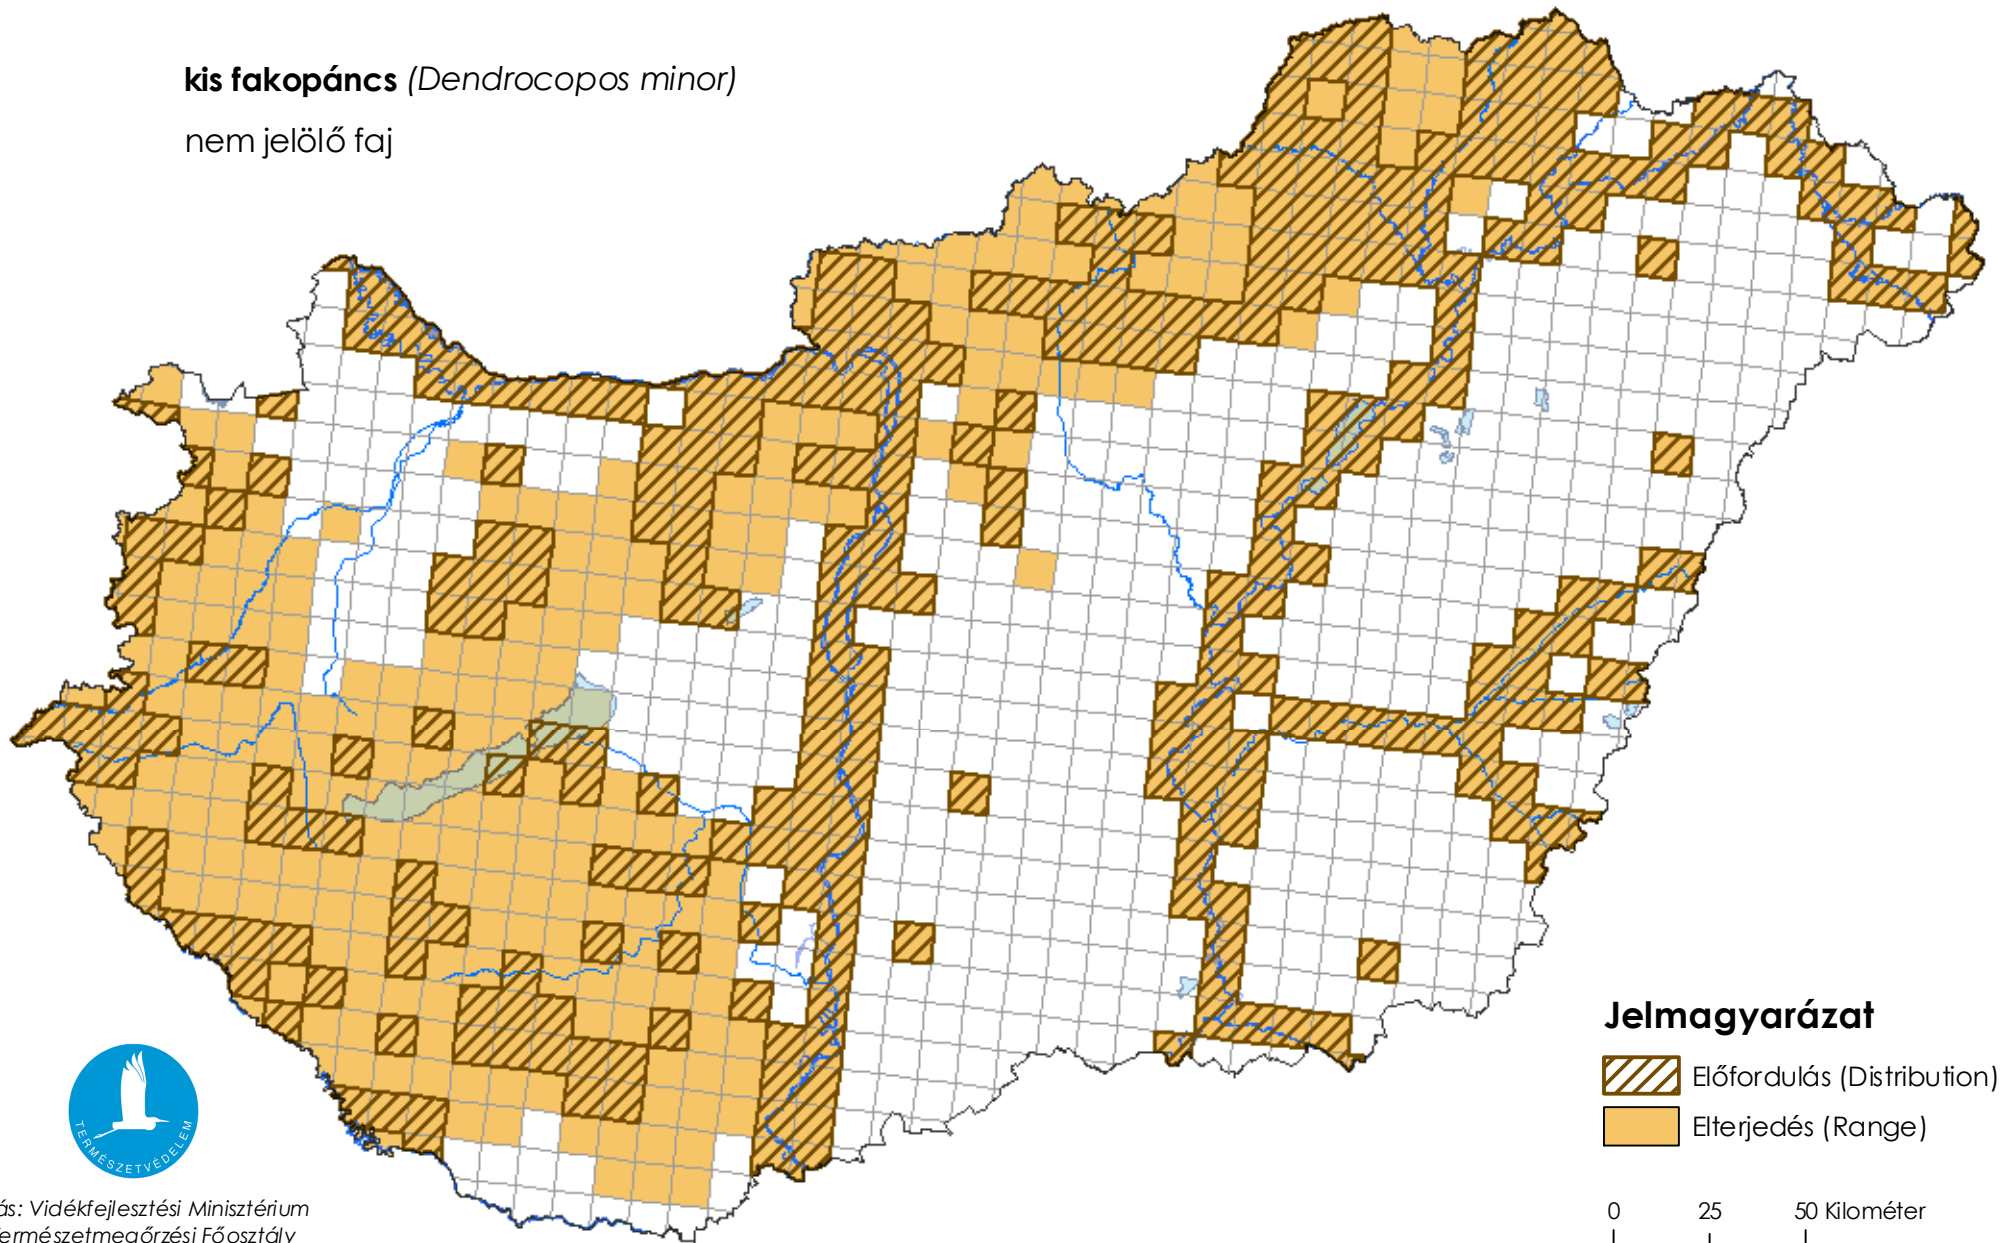 kis fakopáncs (Dendrocopos minor)
nem jelölő faj
Jelmagyarázat
Előfordulás (Distribution)
Elterjedés (Range)
0 25 50 Kilométer
TERMÉSZETVÉDELEM
Vidékfejlesztési Minisztérium
Természetmegőrzési Főosztály